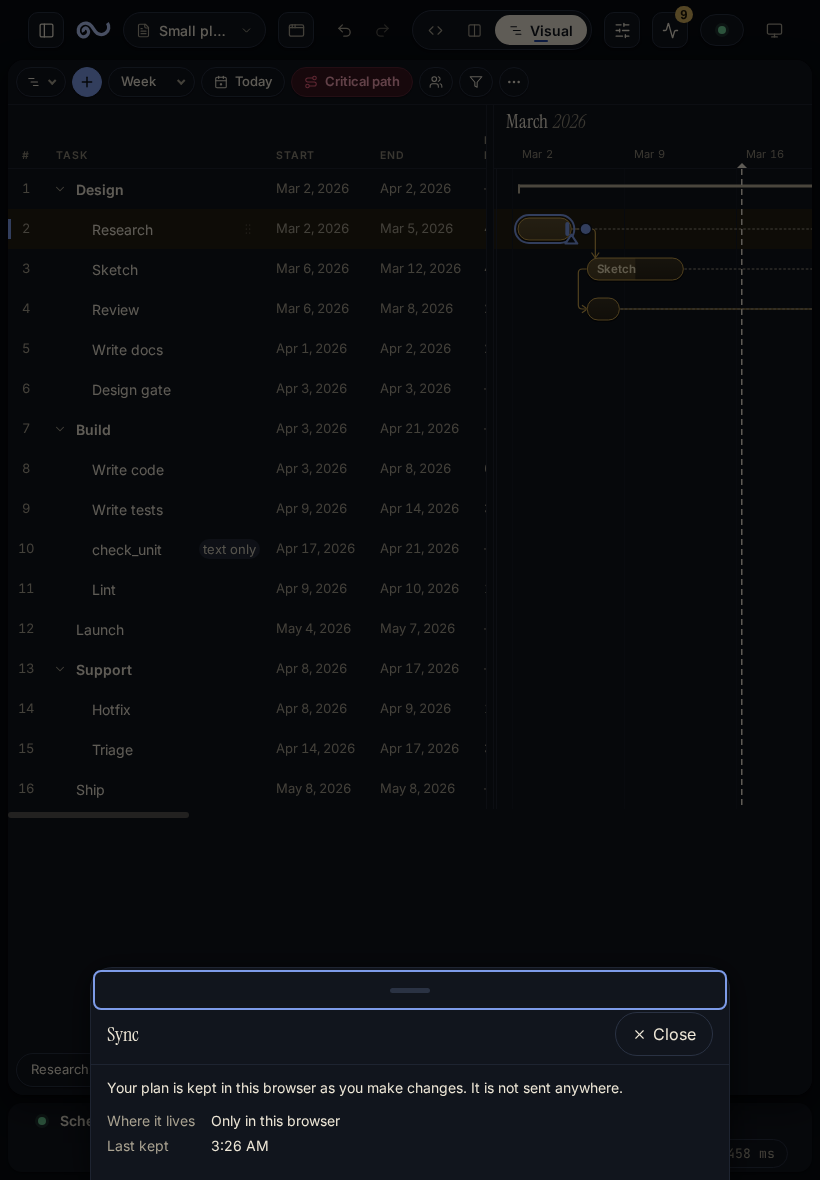 Small pl... Visual 9
Week Today Critical path
March 2026
# TASK START END Mar 2 Mar 9 Mar 16
1 Design Mar 2, 2026 Apr 2, 2026
2 Research Mar 2, 2026 Mar 5, 2026
3 Sketch Mar 6, 2026 Mar 12, 2026 Sketch
4 Review Mar 6, 2026 Mar 8, 2026
5 Write docs Apr 1, 2026 Apr 2, 2026
6 Design gate Apr 3, 2026 Apr 3, 2026
7 Build Apr 3, 2026 Apr 21, 2026
8 Write code Apr 3, 2026 Apr 8, 2026
9 Write tests Apr 9, 2026 Apr 14, 2026
10 check_unit text only Apr 17, 2026 Apr 21, 2026
11 Lint Apr 9, 2026 Apr 10, 2026
12 Launch May 4, 2026 May 7, 2026
13 Support Apr 8, 2026 Apr 17, 2026
14 Hotfix Apr 8, 2026 Apr 9, 2026
15 Triage Apr 14, 2026 Apr 17, 2026
16 Ship May 8, 2026 May 8, 2026
Sync Close
Research
Your plan is kept in this browser as you make changes. It is not sent anywhere.
Where it lives Only in this browser
Last kept 3:26 AM
458 ms